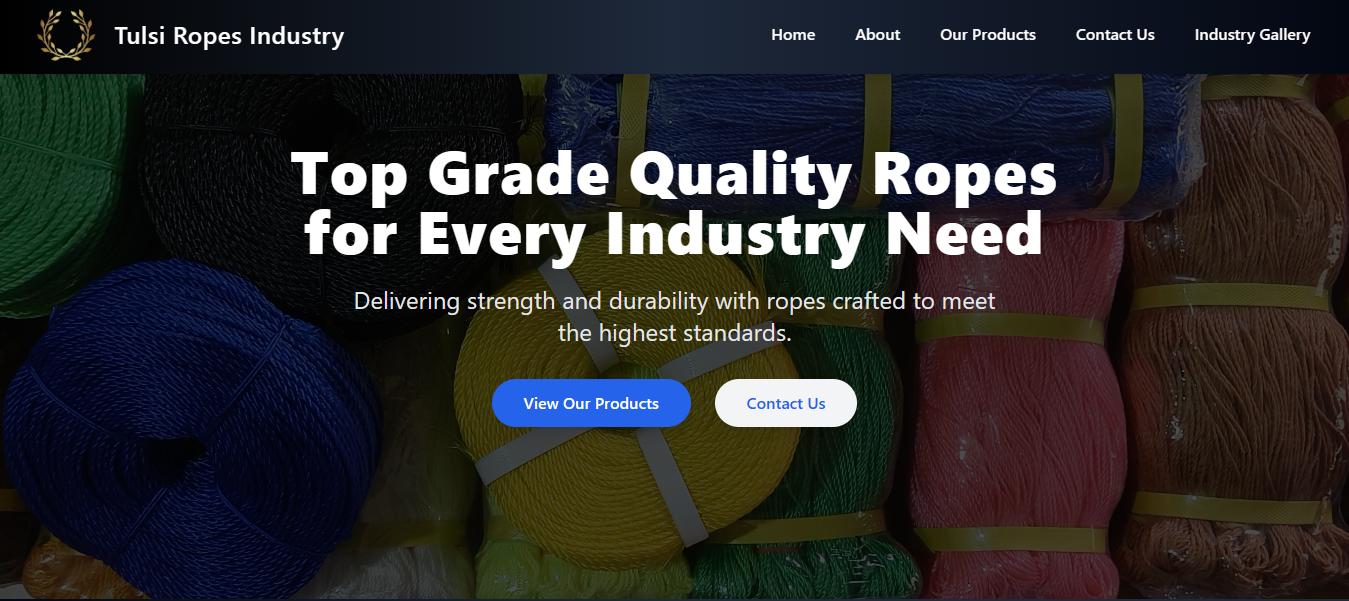 Tulsi Ropes Industry
Home
About
Our Products
Contact Us
Industry Gallery
Top Grade Quality Ropes
for Every Industry Need
Delivering strength and durability with ropes crafted to meet
the highest standards.
View Our Products
Contact Us